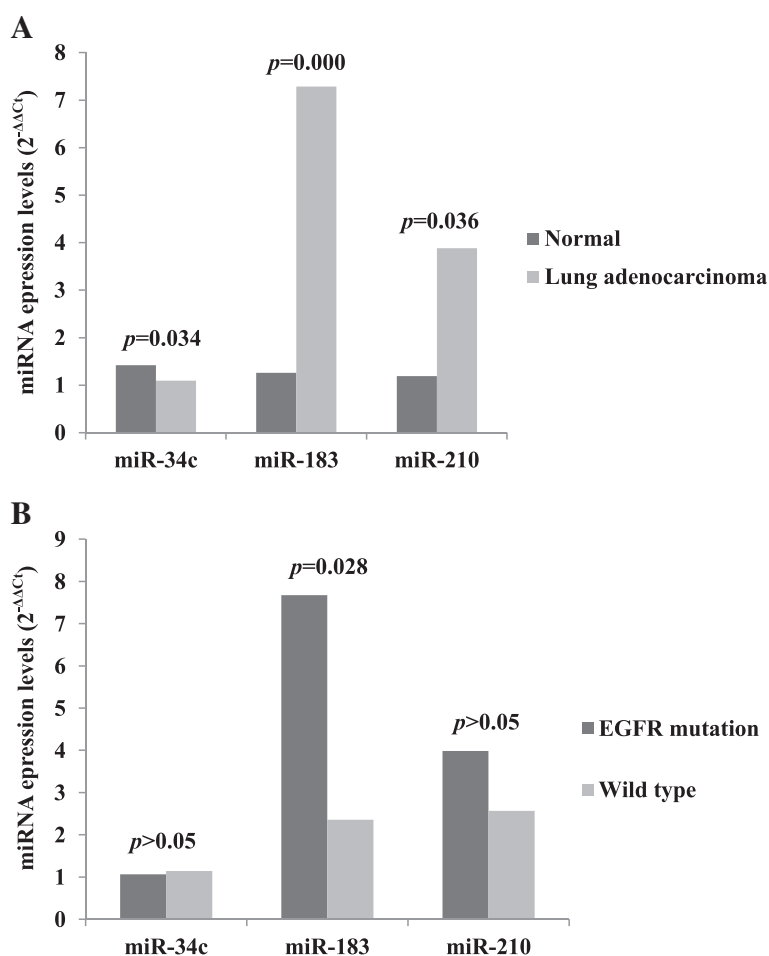 A
miRNA epression levels (2^-ΔΔCt)
8
7
6
5
4
3
2
1
0
p=0.034
p=0.000
p=0.036
miR-34c
miR-183
miR-210
Normal
Lung adenocarcinoma
B
miRNA epression levels (2^-ΔΔCt)
9
8
7
6
5
4
3
2
1
0
p>0.05
p=0.028
p>0.05
miR-34c
miR-183
miR-210
EGFR mutation
Wild type